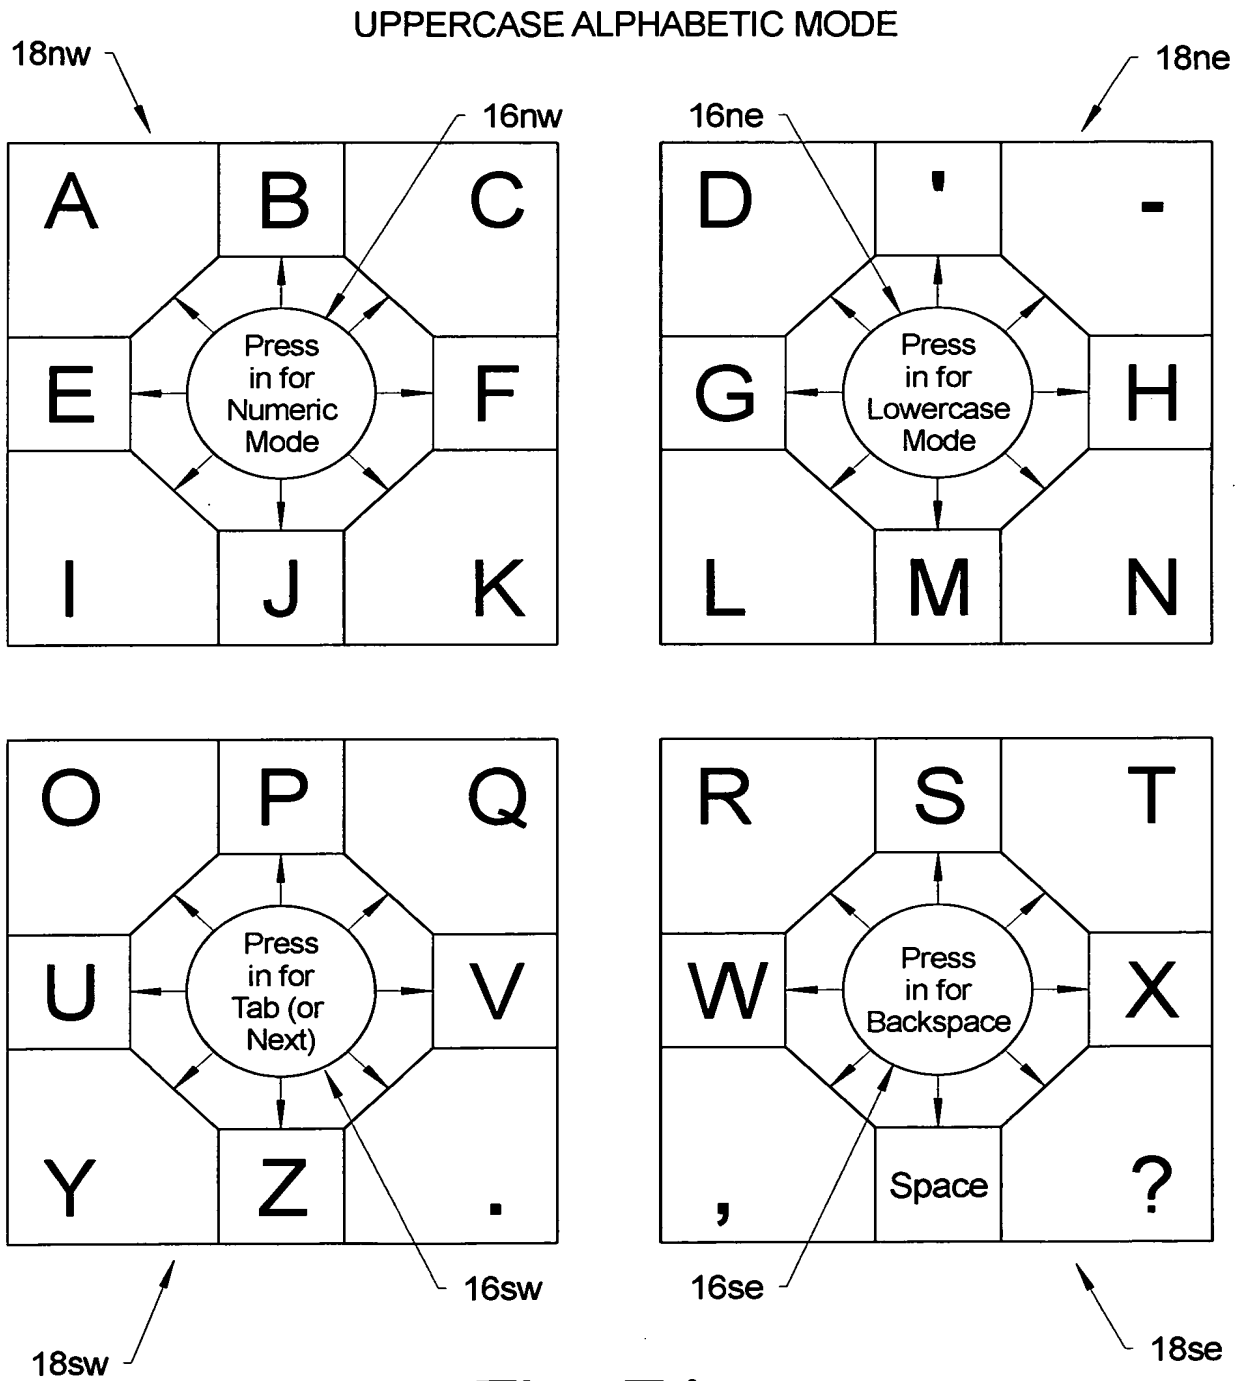 UPPERCASE ALPHABETIC MODE
18nw
18ne
16nw
16ne
A B C
D ' -
E
Press
in for
Numeric
Mode
F
G
Press
in for
Lowercase
Mode
H
I J K
L M N
O P Q
R S T
U
Press
in for
Tab (or
Next)
V
W
Press
in for
Backspace
X
Y Z .
, Space ?
16sw
16se
18sw
18se